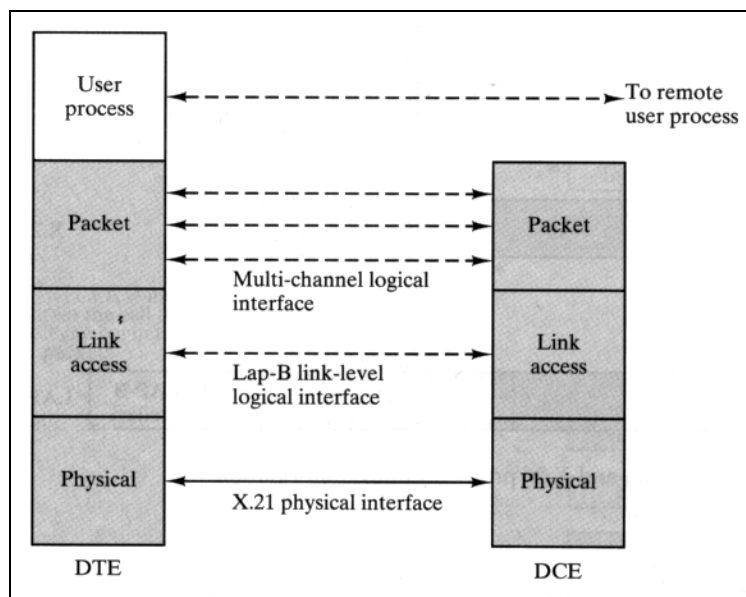 User
process
To remote
user process
Packet
Packet
Multi-channel logical
interface
Link
access
Link
access
Lap-B link-level
logical interface
Physical
Physical
X.21 physical interface
DTE
DCE